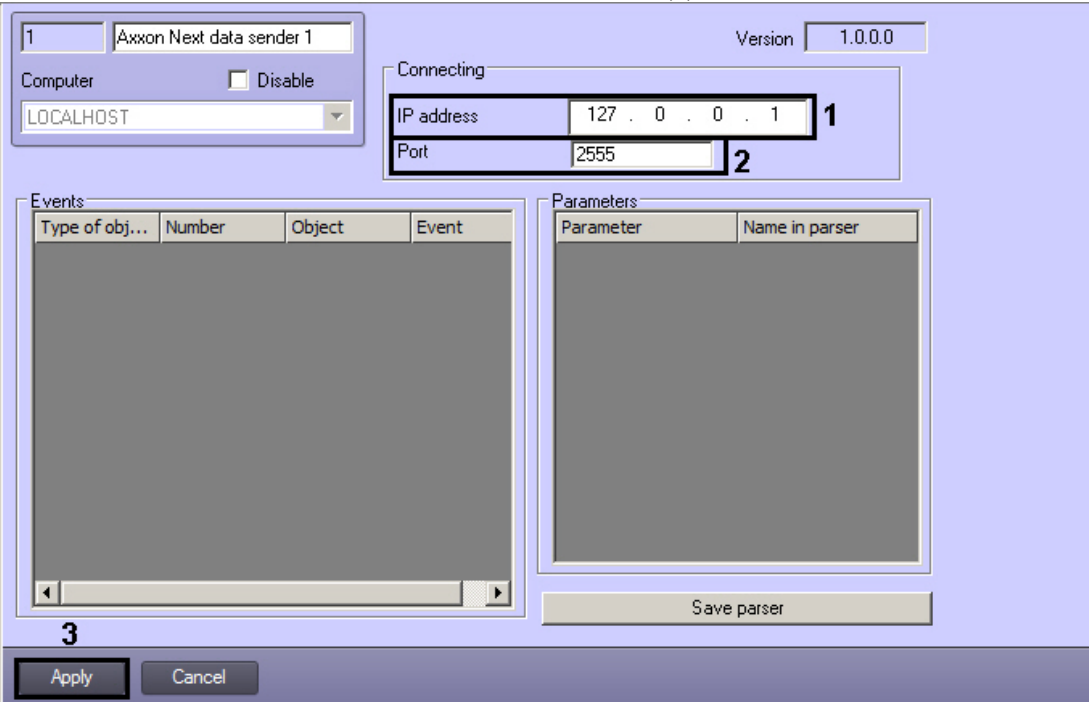 1 Axxon Next data sender 1
Version 1.0.0.0
Computer Disable
Connecting
LOCALHOST
IP address 127 . 0 . 0 . 1 1
Port 2555 2
Events
Parameters
Type of obj... Number Object Event
Parameter Name in parser
Save parser
3
Apply Cancel